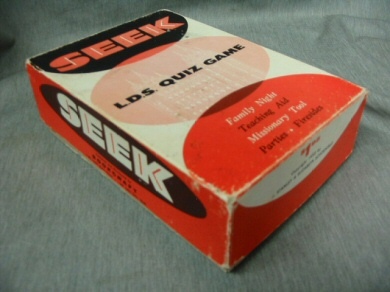 SEEK
L.D.S. QUIZ GAME
Family Night
Teaching Aid
Missionary Tool
Parties - Firesides
SEEK